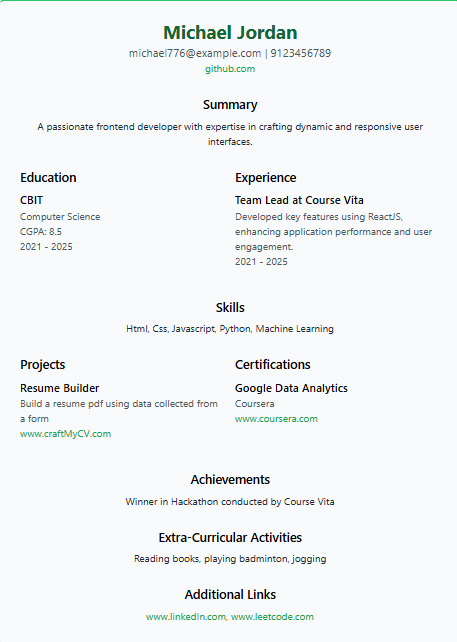 Michael Jordan
michael776@example.com | 9123456789
github.com
Summary
A passionate frontend developer with expertise in crafting dynamic and responsive user
interfaces.
Education
CBIT
Computer Science
CGPA: 8.5
2021 - 2025
Experience
Team Lead at Course Vita
Developed key features using ReactJS,
enhancing application performance and user
engagement.
2021 - 2025
Skills
Html, Css, Javascript, Python, Machine Learning
Projects
Resume Builder
Build a resume pdf using data collected from
a form
www.craftMyCV.com
Certifications
Google Data Analytics
Coursera
www.coursera.com
Achievements
Winner in Hackathon conducted by Course Vita
Extra-Curricular Activities
Reading books, playing badminton, jogging
Additional Links
www.linkedIn.com, www.leetcode.com